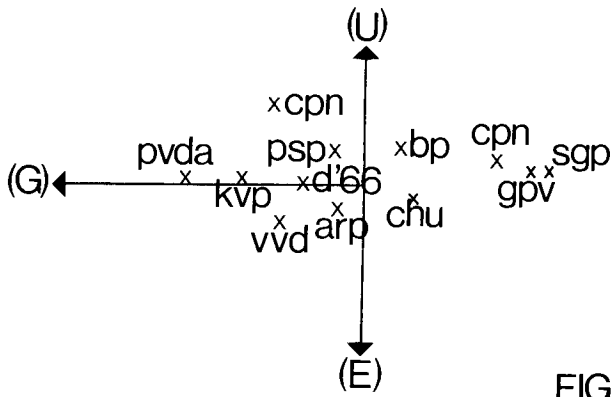 (U)
cpn
pvda psp bp cpn sgp
(G) kvp d'66 gpv
vvd arp chu
(E)
FIG